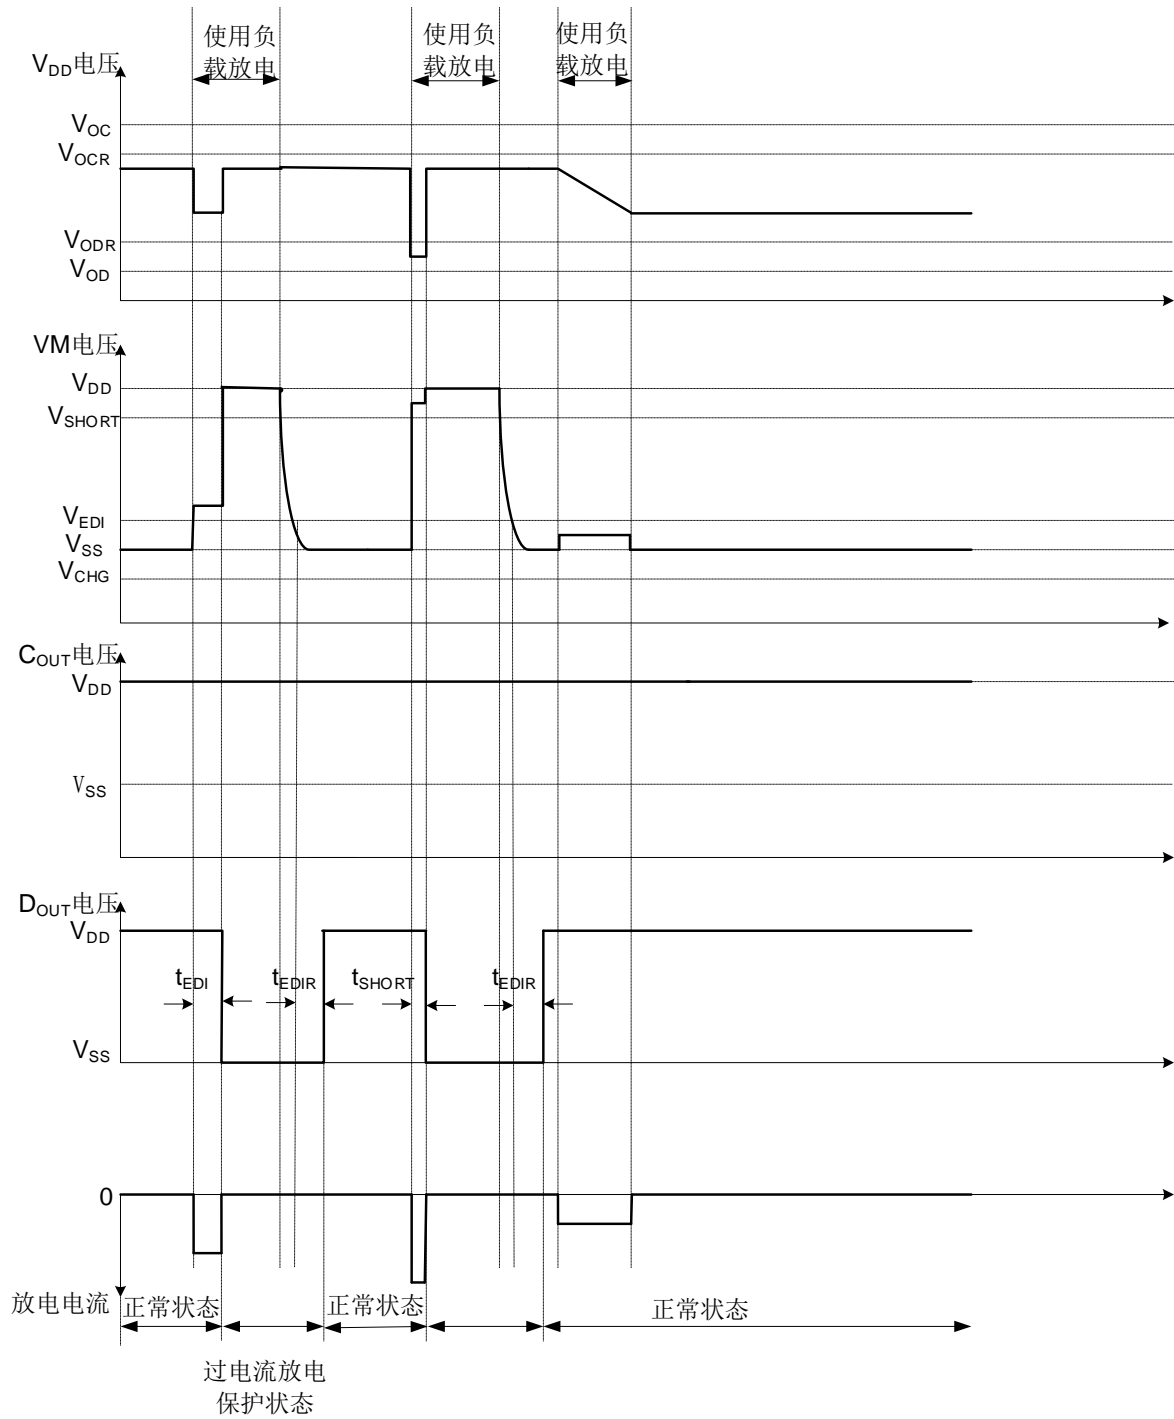 使用负
载放电
使用负
载放电
使用负
载放电
VDD电压
VOC
VOCR
VODR
VOD
VM电压
VDD
VSHORT
VEDI
VSS
VCHG
COUT电压
VDD
VSS
DOUT电压
VDD
tEDI
tEDIR
tSHORT
tEDIR
VSS
0
放电电流
正常状态
正常状态
正常状态
过电流放电
保护状态